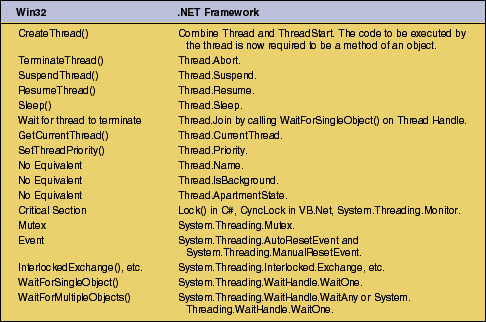 Win32 .NET Framework
CreateThread() Combine Thread and ThreadStart. The code to be executed by
the thread is now required to be a method of an object.
TerminateThread() Thread.Abort.
SuspendThread() Thread.Suspend.
ResumeThread() Thread.Resume.
Sleep() Thread.Sleep.
Wait for thread to terminate Thread.Join by calling WaitForSingleObject() on Thread Handle.
GetCurrentThread() Thread.CurrentThread.
SetThreadPriority() Thread.Priority.
No Equivalent Thread.Name.
No Equivalent Thread.IsBackground.
No Equivalent Thread.ApartmentState.
Critical Section Lock() in C#, CyncLock in VB.Net, System.Threading.Monitor.
Mutex System.Threading.Mutex.
Event System.Threading.AutoResetEvent and
System.Threading.ManualResetEvent.
InterlockedExchange(), etc. System.Threading.Interlocked.Exchange, etc.
WaitForSingleObject() System.Threading.WaitHandle.WaitOne.
WaitForMultipleObjects() System.Threading.WaitHandle.WaitAny or System.
Threading.WaitHandle.WaitOne.